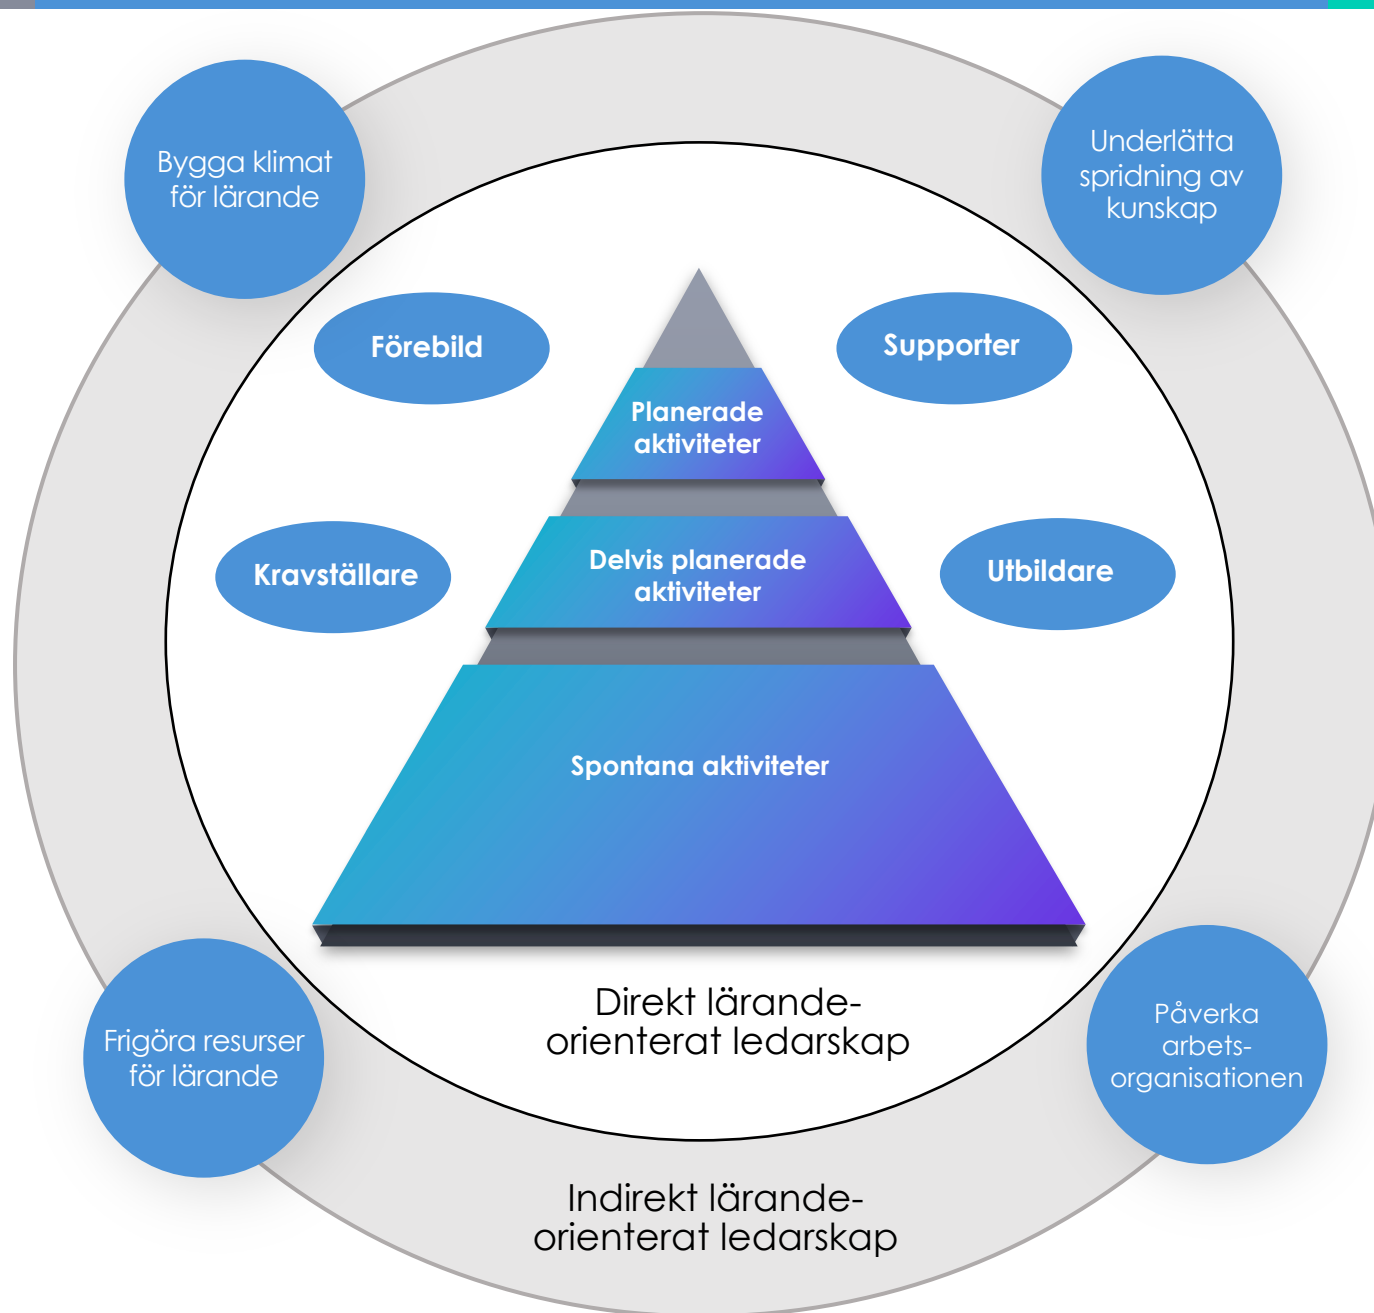 Bygga klimat
för lärande
Underlätta
spridning av
kunskap
Förebild
Supporter
Planerade
aktiviteter
Kravställare
Delvis planerade
aktiviteter
Utbildare
Spontana aktiviteter
Direkt lärande-
orienterat ledarskap
Frigöra resurser
för lärande
Påverka
arbets-
organisationen
Indirekt lärande-
orienterat ledarskap